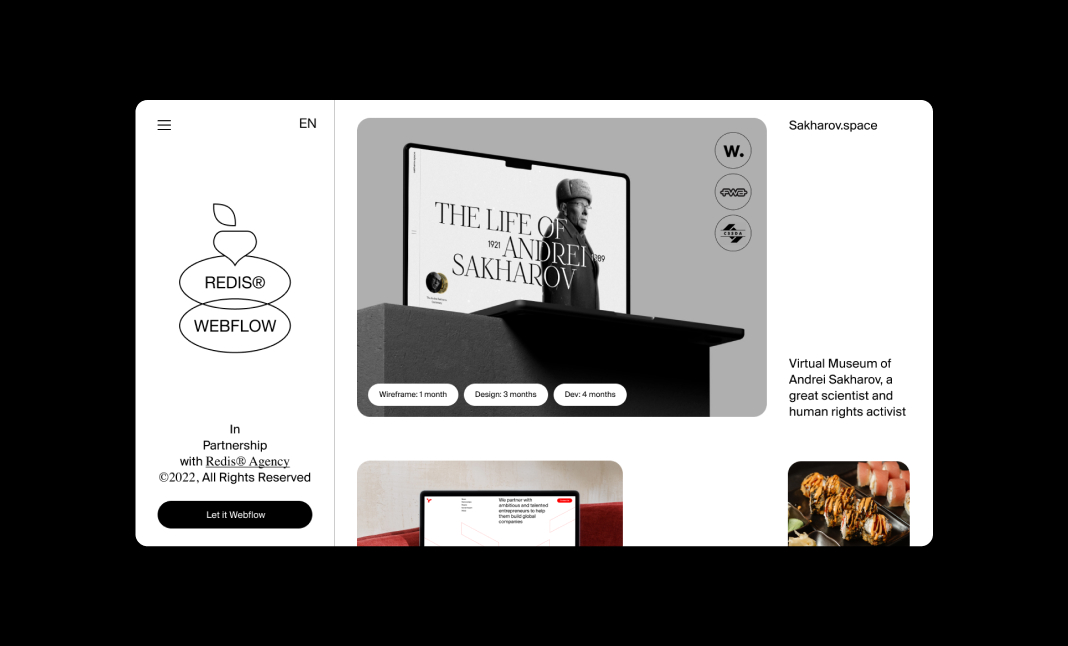 EN
REDIS®
WEBFLOW
In
Partnership
with Redis® Agency
©2022, All Rights Reserved
Let it Webflow
THE LIFE OF
1921 ANDREI 1989
SAKHAROV
W.
FWA
CSSDA
Wireframe: 1 month
Design: 3 months
Dev: 4 months
Sakharov.space
Virtual Museum of
Andrei Sakharov, a
great scientist and
human rights activist
We partner with
ambitious and talented
entrepreneurs to help
them build global
companies